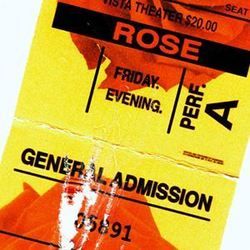 VISTA THEATER $20.00
SEAT
ROSE
FRIDAY.
EVENING.
PERF.
A
GENERAL ADMISSION
05891